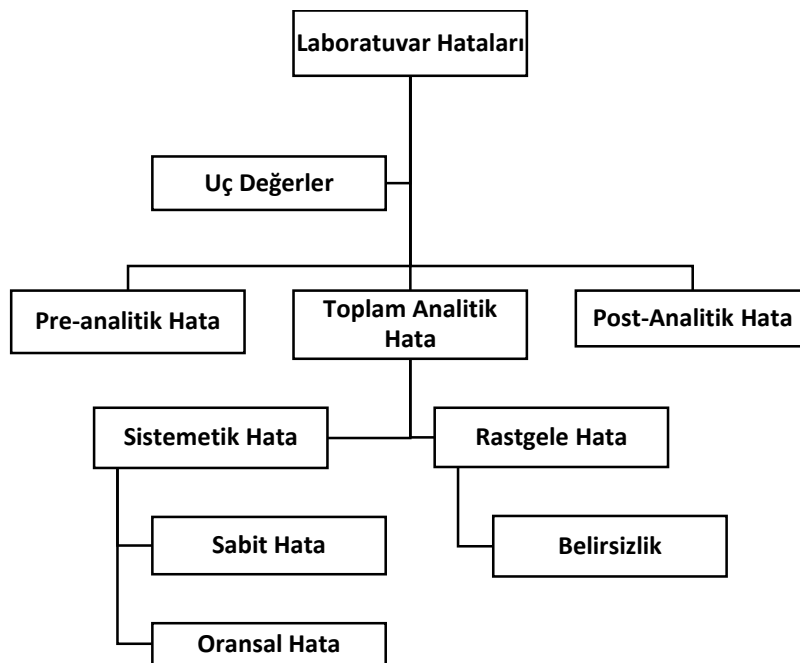 Laboratuvar Hataları
Uç Değerler
Pre-analitik Hata
Toplam Analitik
Hata
Post-Analitik Hata
Sistemetik Hata
Rastgele Hata
Sabit Hata
Belirsizlik
Oransal Hata